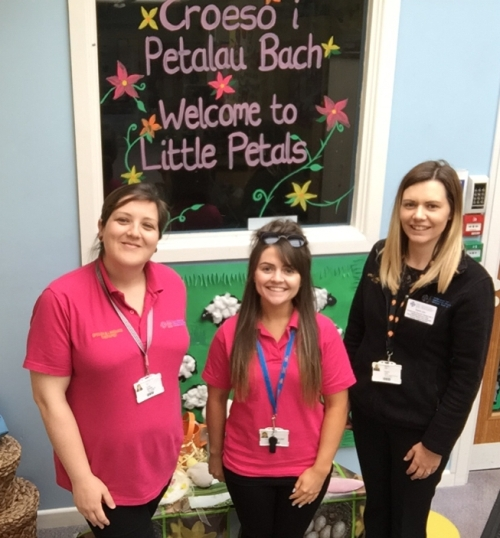 Croeso i
Petalau Bach
Welcome to
Little Petals